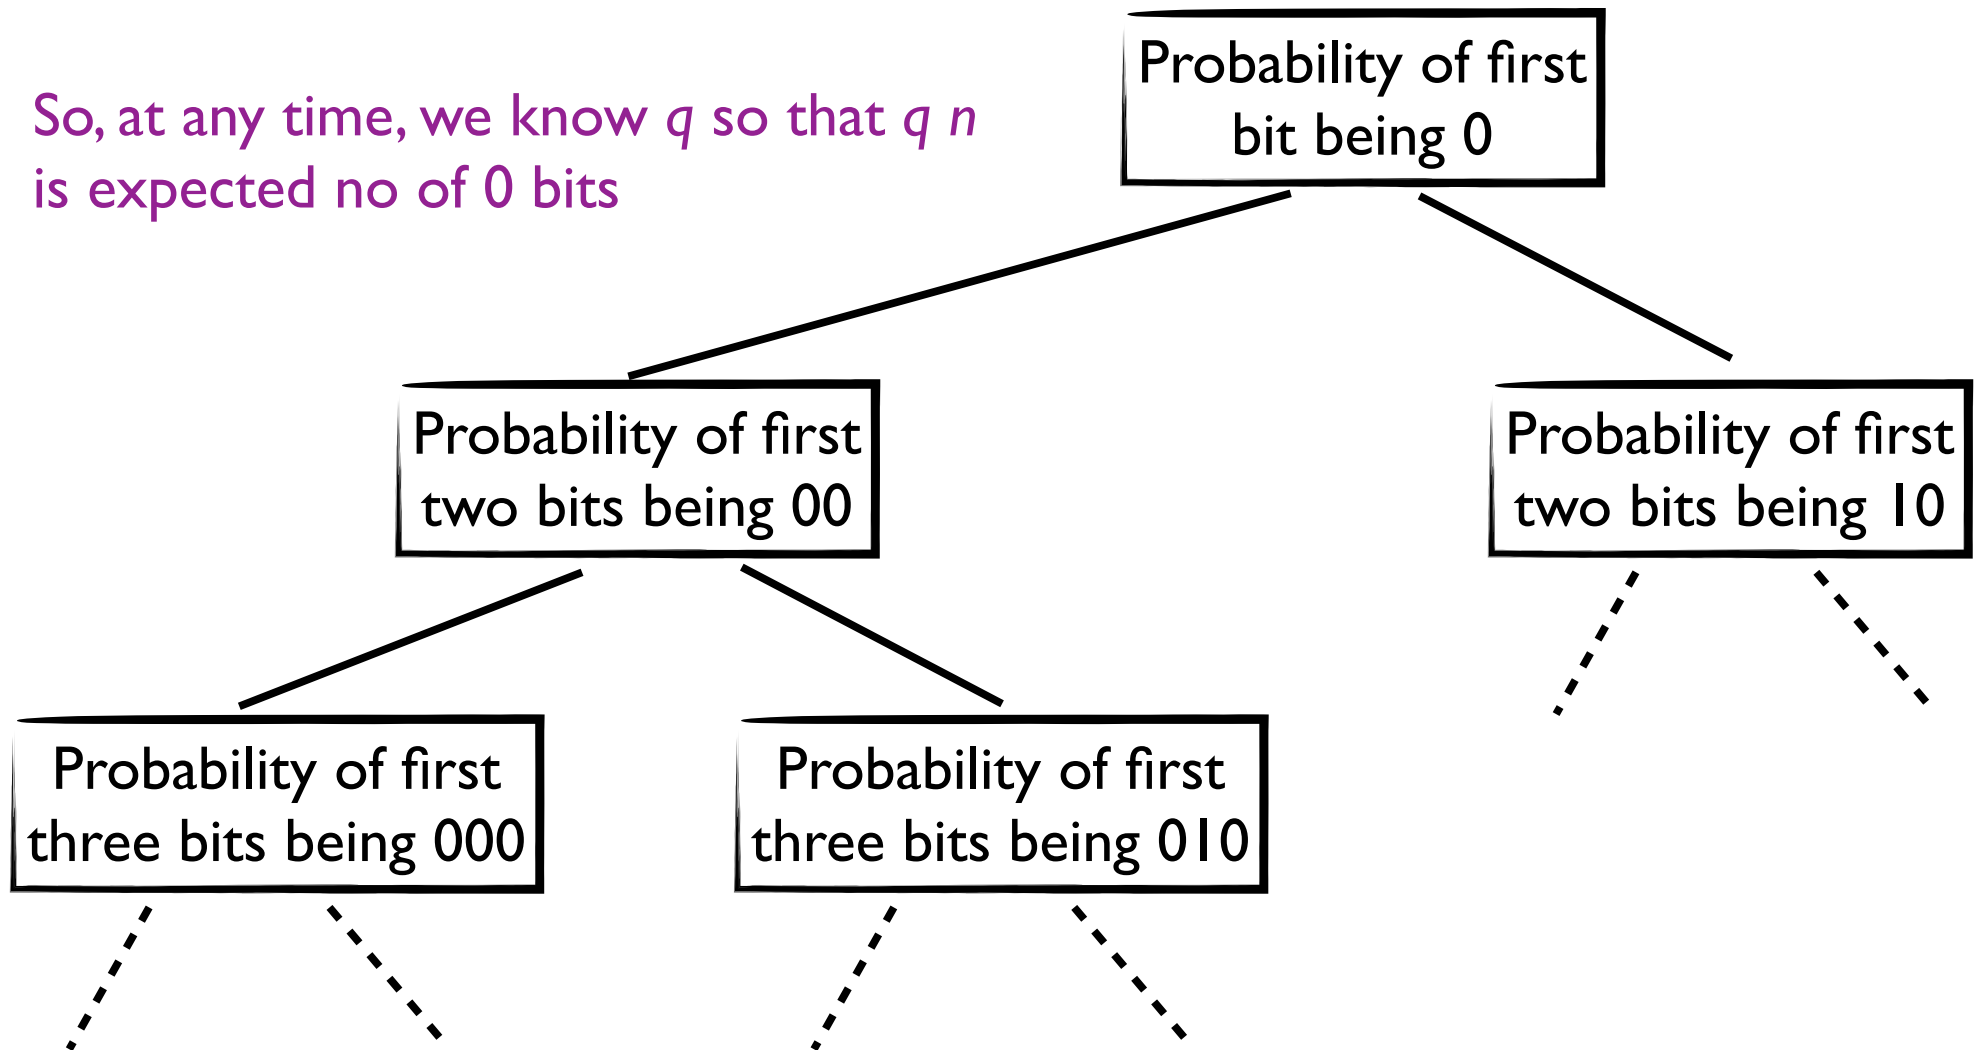 Probability of first
bit being 0
So, at any time, we know q so that q n
is expected no of 0 bits
Probability of first
two bits being 00
Probability of first
two bits being 10
Probability of first
three bits being 000
Probability of first
three bits being 010